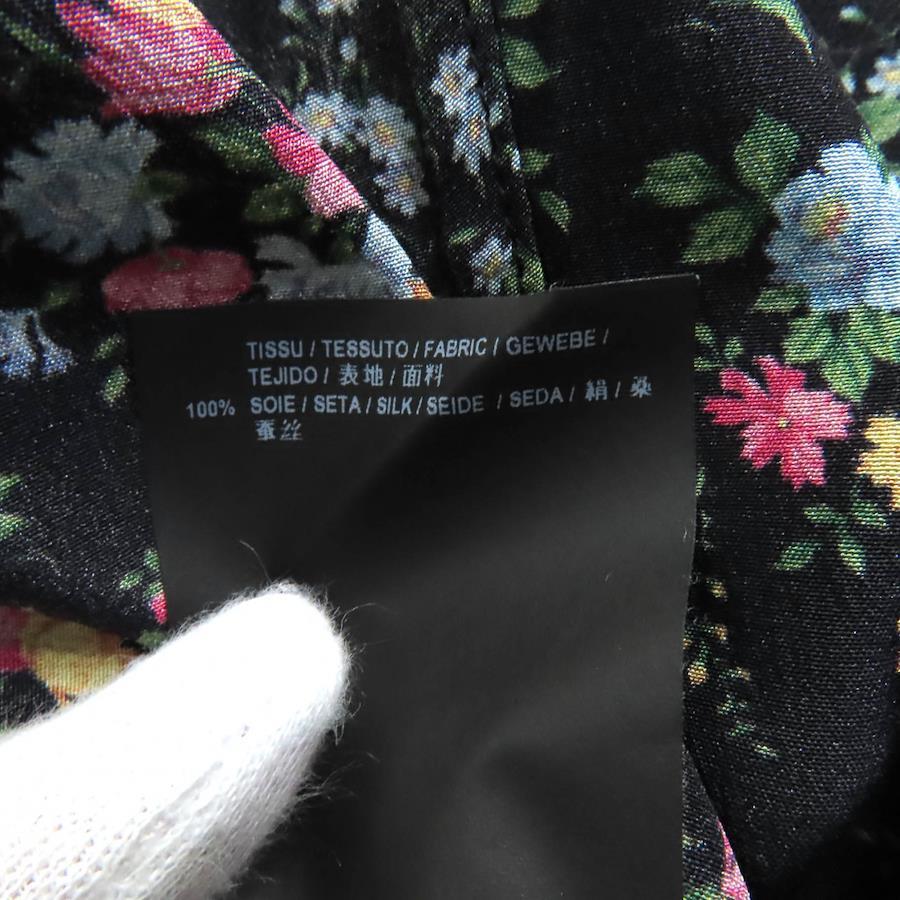 TISSU / TESSUTO / FABRIC / GEWEBE /
TEJIDO / 表地 / 面料
100% SOIE / SETA / SILK / SEIDE / SEDA / 絹 / 桑
蚕丝